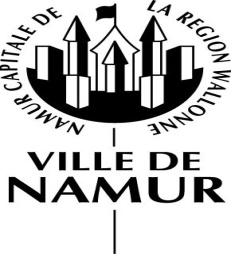 NAMUR CAPITALE DE LA REGION WALLONNE
VILLE DE
NAMUR